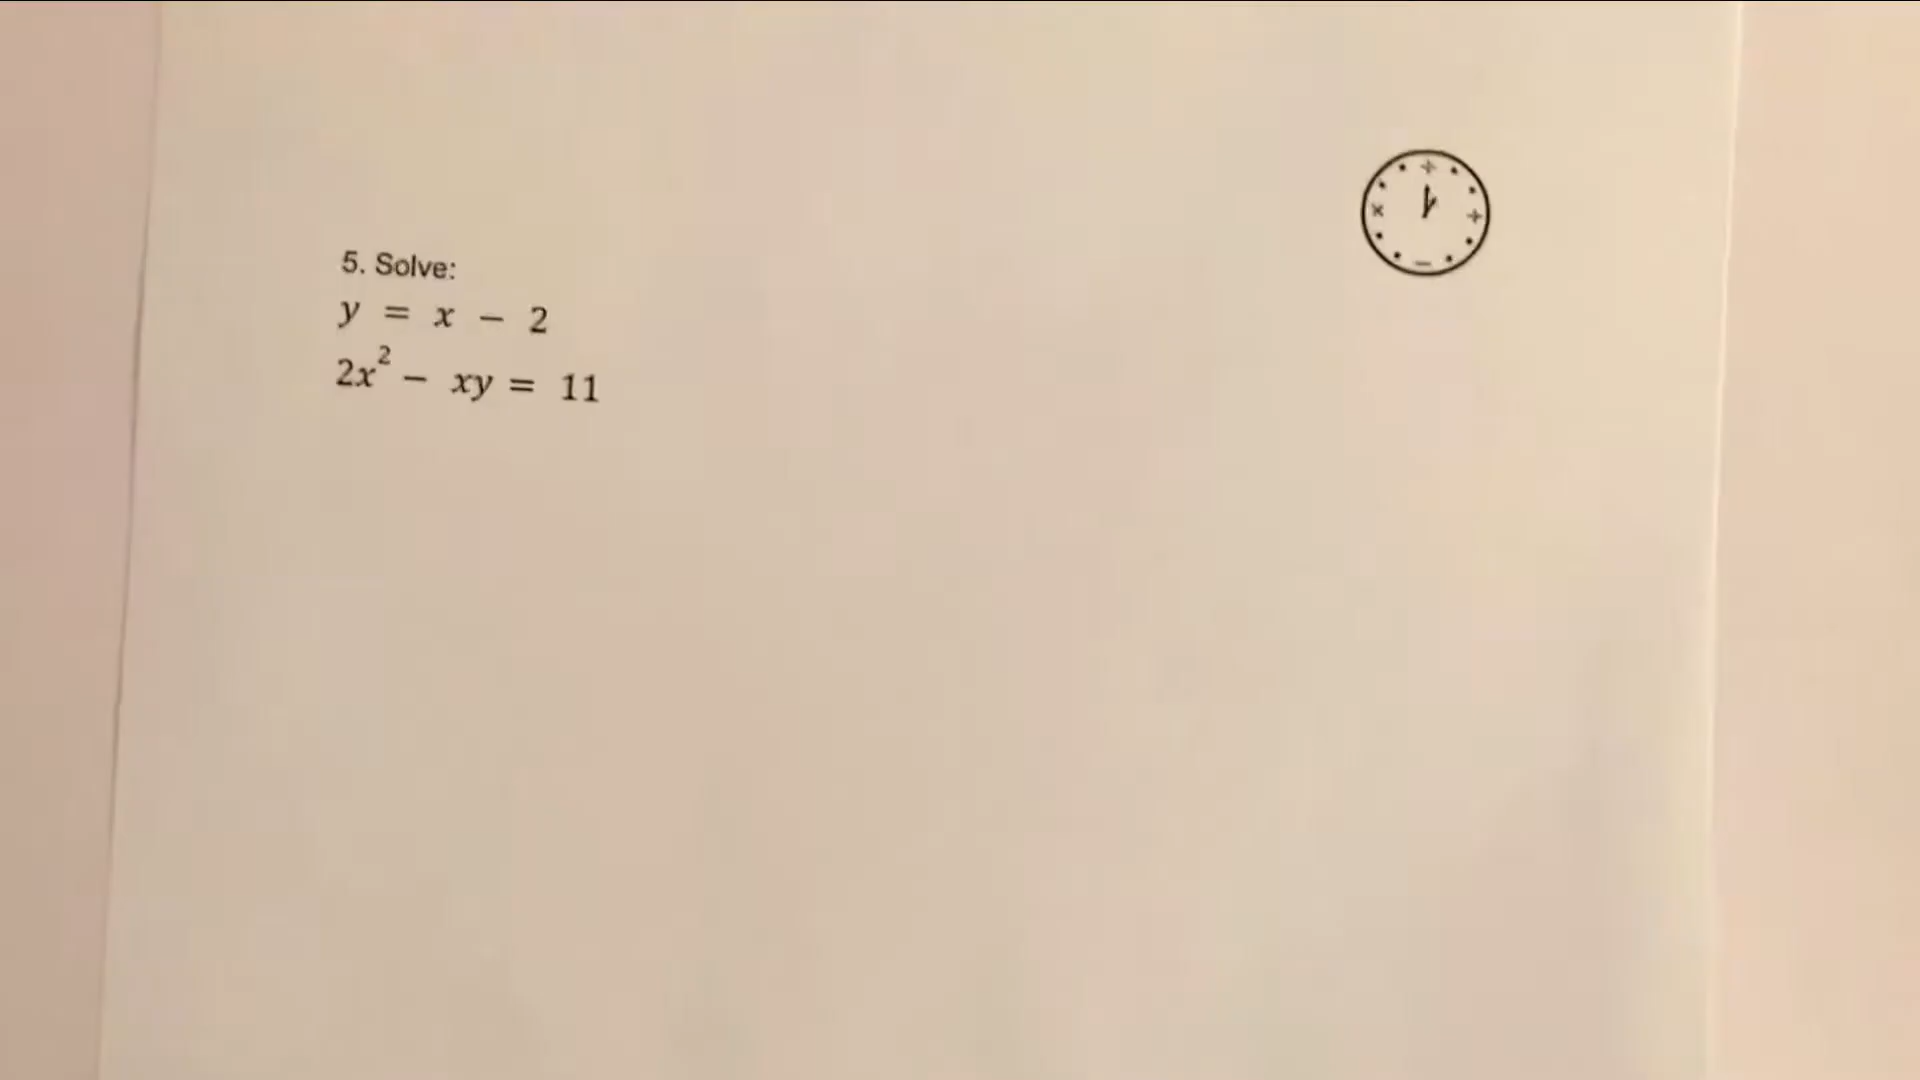 5. Solve:
y = x − 2
2x² − xy = 11